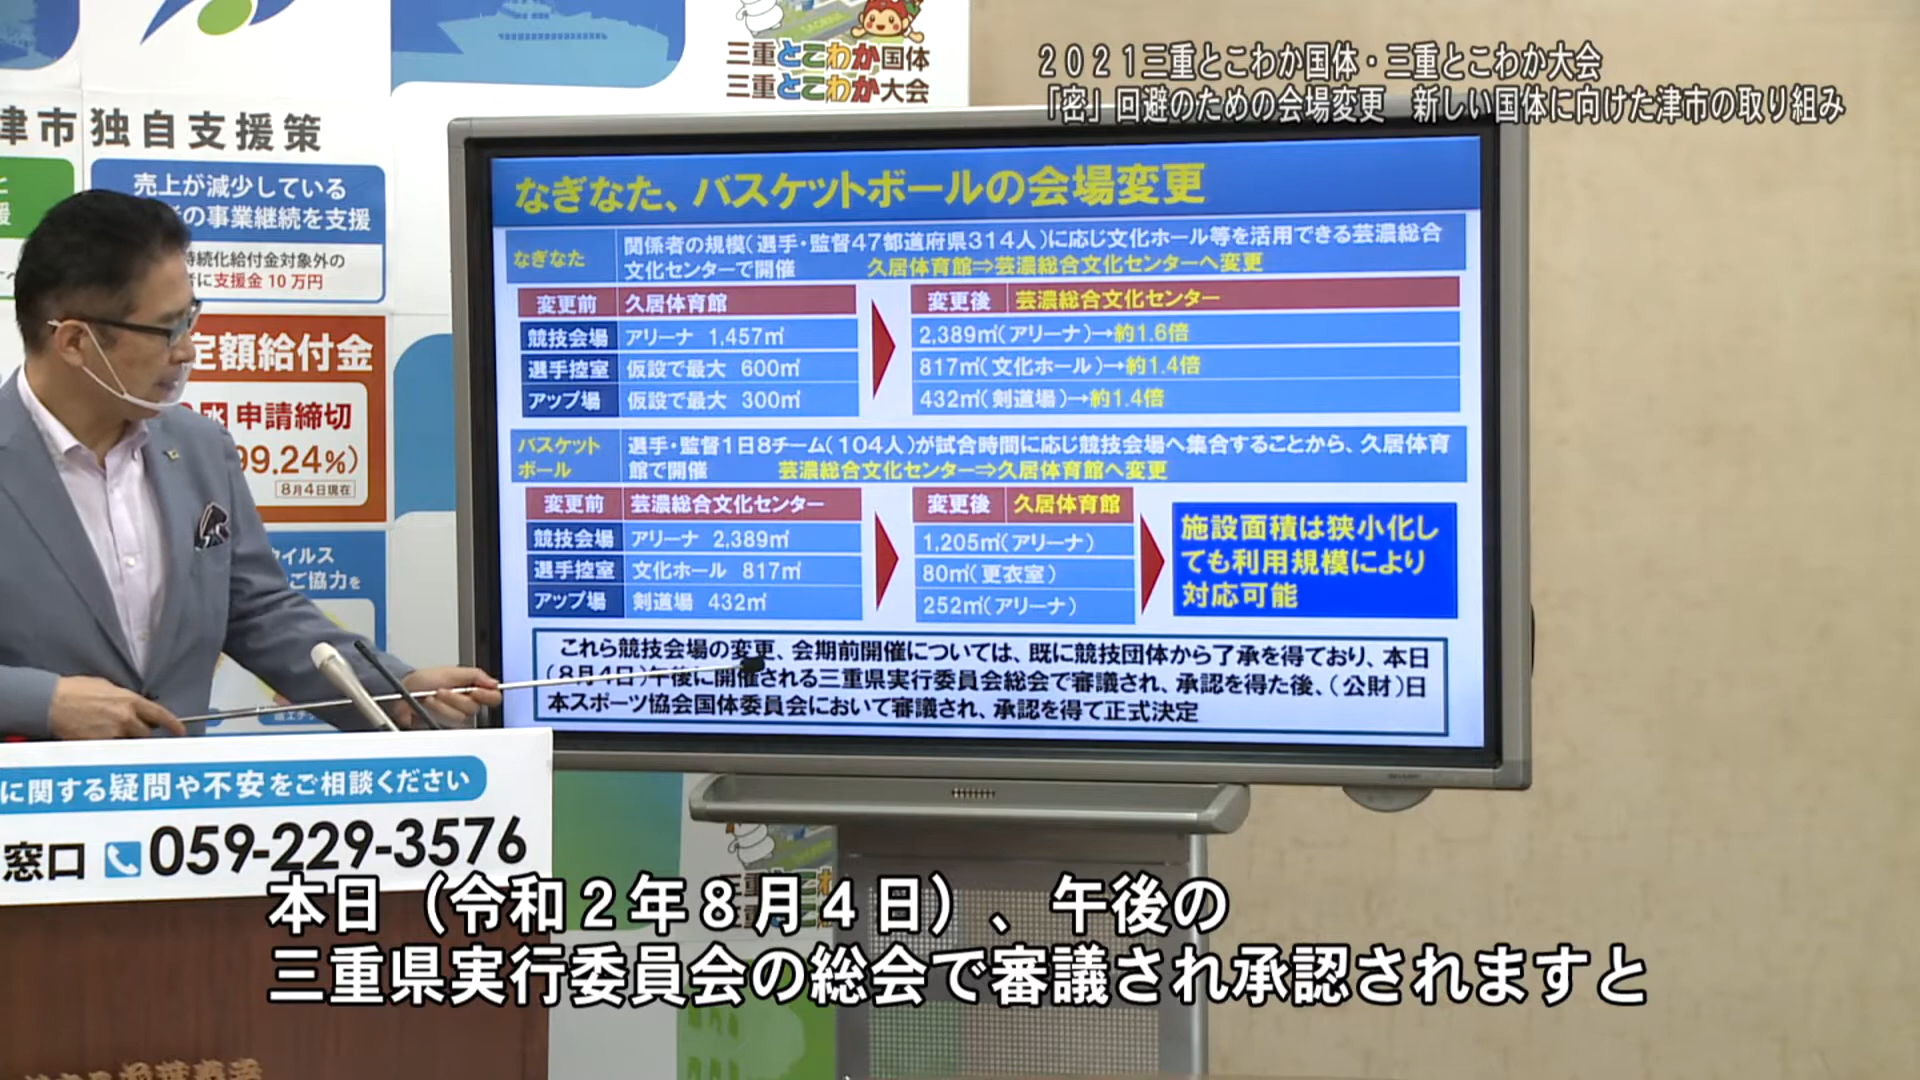 三重とこわか国体
三重とこわか大会
２０２１三重とこわか国体・三重とこわか大会
「密」回避のための会場変更　新しい国体に向けた津市の取り組み
津市独自支援策
売上が減少している
の事業継続を支援
持続化給付金対象外の
者に支援金10万円
定額給付金
申請締切
99.24%)
8月4日現在
イルス
ご協力を
なぎなた、バスケットボールの会場変更
なぎなた
関係者の規模(選手・監督47都道府県314人)に応じ文化ホール等を活用できる芸濃総合
文化センターで開催　久居体育館⇒芸濃総合文化センターへ変更
変更前 久居体育館
競技会場 アリーナ 1,457㎡
選手控室 仮設で最大 600㎡
アップ場 仮設で最大 300㎡
変更後 芸濃総合文化センター
2,389㎡(アリーナ)→約1.6倍
817㎡(文化ホール)→約1.4倍
432㎡(剣道場)→約1.4倍
バスケット
ボール
選手・監督1日8チーム(104人)が試合時間に応じ競技会場へ集合することから、久居体育
館で開催　芸濃総合文化センター⇒久居体育館へ変更
変更前 芸濃総合文化センター
競技会場 アリーナ 2,389㎡
選手控室 文化ホール 817㎡
アップ場 剣道場 432㎡
変更後 久居体育館
1,205㎡(アリーナ)
80㎡(更衣室)
252㎡(アリーナ)
施設面積は狭小化し
ても利用規模により
対応可能
これら競技会場の変更、会期前開催については、既に競技団体から了承を得ており、本日
(8月4日)午後に開催される三重県実行委員会総会で審議され、承認を得た後、(公財)日
本スポーツ協会国体委員会において審議され、承認を得て正式決定
に関する疑問や不安をご相談ください
窓口 059-229-3576
本日（令和２年８月４日）、午後の
三重県実行委員会の総会で審議され承認されますと